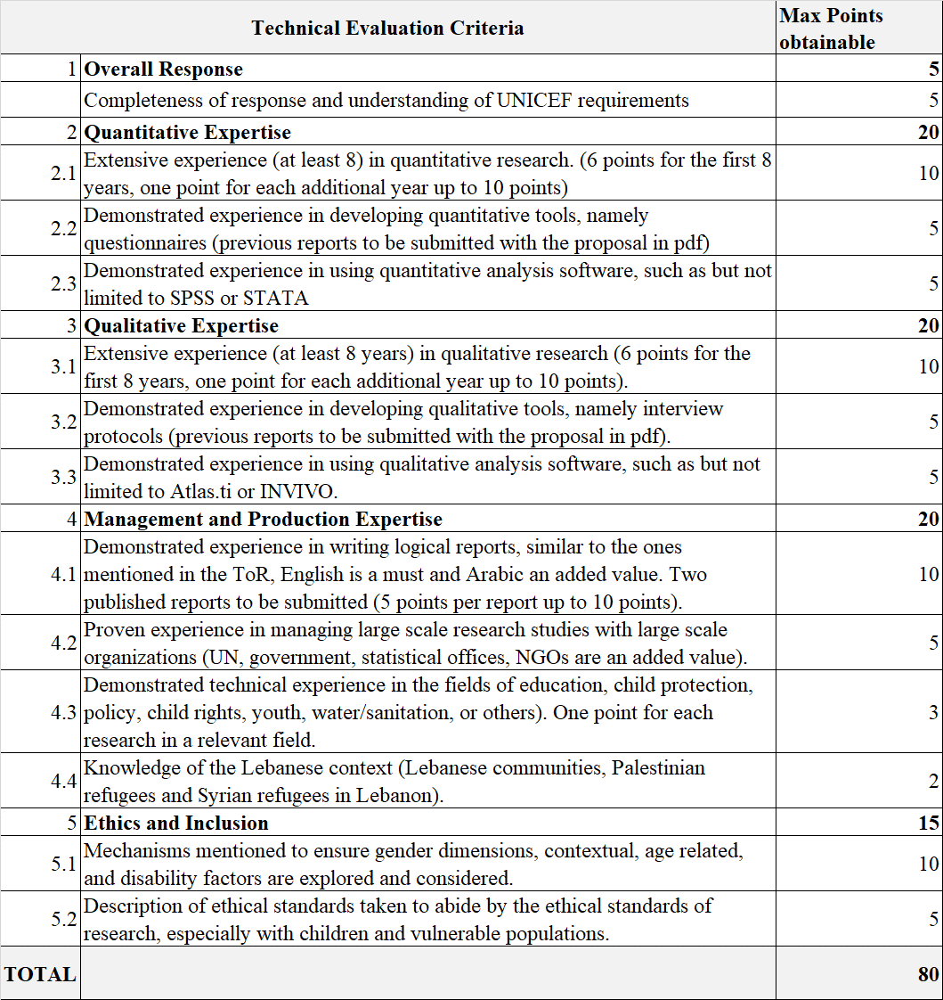 Technical Evaluation Criteria
Max Points
obtainable
1 Overall Response 5
Completeness of response and understanding of UNICEF requirements 5
2 Quantitative Expertise 20
2.1 Extensive experience (at least 8) in quantitative research. (6 points for the first 8
years, one point for each additional year up to 10 points) 10
2.2 Demonstrated experience in developing quantitative tools, namely
questionnaires (previous reports to be submitted with the proposal in pdf) 5
2.3 Demonstrated experience in using quantitative analysis software, such as but not
limited to SPSS or STATA 5
3 Qualitative Expertise 20
3.1 Extensive experience (at least 8 years) in qualitative research (6 points for the
first 8 years, one point for each additional year up to 10 points). 10
3.2 Demonstrated experience in developing qualitative tools, namely interview
protocols (previous reports to be submitted with the proposal in pdf). 5
3.3 Demonstrated experience in using qualitative analysis software, such as but not
limited to Atlas.ti or INVIVO. 5
4 Management and Production Expertise 20
Demonstrated experience in writing logical reports, similar to the ones
4.1 mentioned in the ToR, English is a must and Arabic an added value. Two 10
published reports to be submitted (5 points per report up to 10 points).
4.2 Proven experience in managing large scale research studies with large scale
organizations (UN, government, statistical offices, NGOs are an added value). 5
Demonstrated technical experience in the fields of education, child protection,
4.3 policy, child rights, youth, water/sanitation, or others). One point for each 3
research in a relevant field.
4.4 Knowledge of the Lebanese context (Lebanese communities, Palestinian
refugees and Syrian refugees in Lebanon). 2
5 Ethics and Inclusion 15
5.1 Mechanisms mentioned to ensure gender dimensions, contextual, age related,
and disability factors are explored and considered. 10
5.2 Description of ethical standards taken to abide by the ethical standards of
research, especially with children and vulnerable populations. 5
TOTAL 80